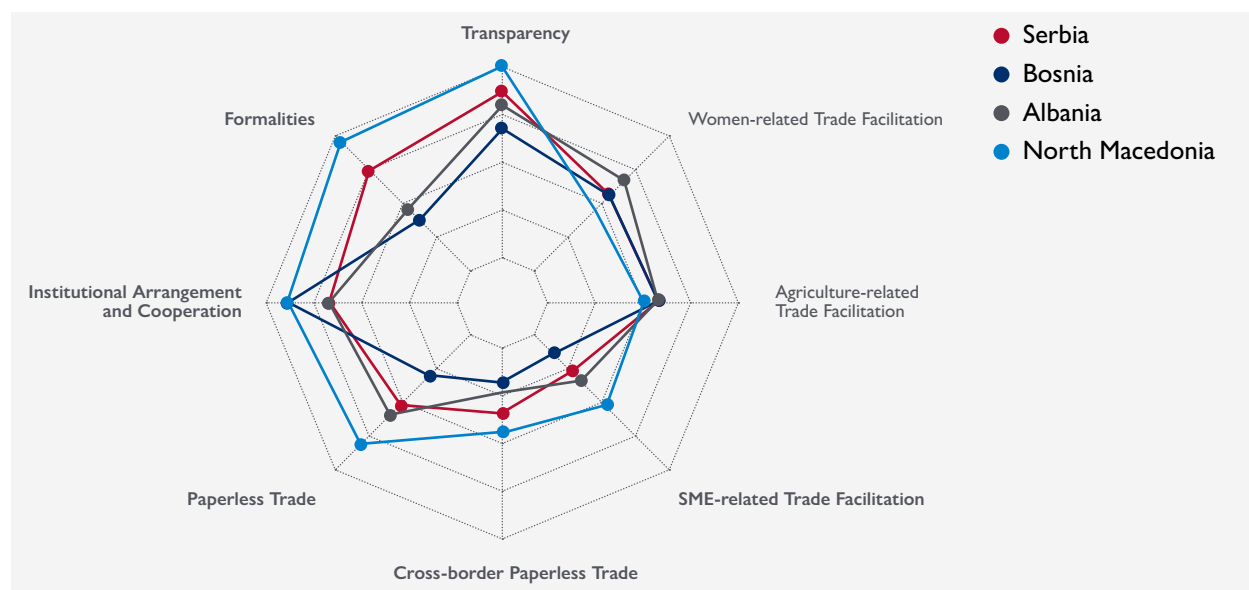 Transparency
Serbia
Bosnia
Albania
North Macedonia
Formalities
Women-related Trade Facilitation
Institutional Arrangement
and Cooperation
Agriculture-related
Trade Facilitation
Paperless Trade
SME-related Trade Facilitation
Cross-border Paperless Trade